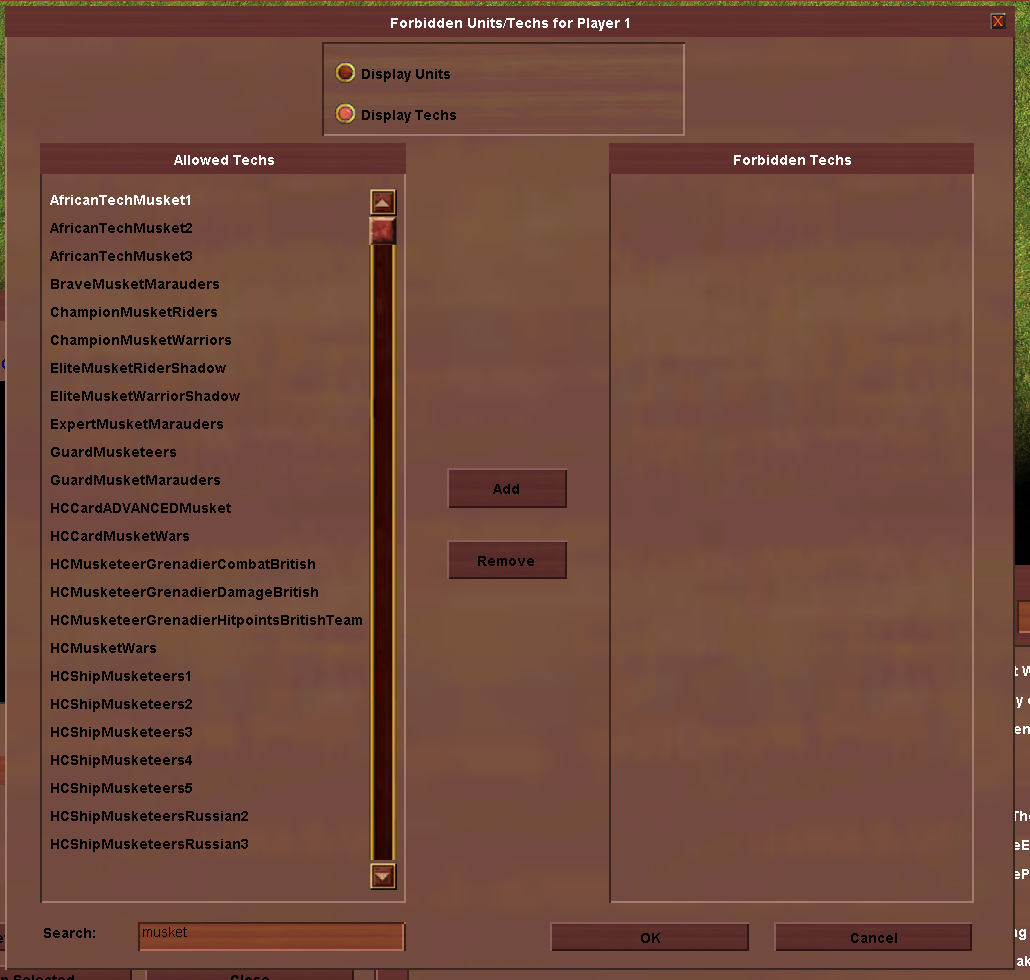 Forbidden Units/Techs for Player 1
X
Display Units
Display Techs
Allowed Techs
Forbidden Techs
AfricanTechMusket1
AfricanTechMusket2
AfricanTechMusket3
BraveMusketMarauders
ChampionMusketRiders
ChampionMusketWarriors
EliteMusketRiderShadow
EliteMusketWarriorShadow
ExpertMusketMarauders
GuardMusketeers
GuardMusketMarauders
HCCardADVANCEDMusket
HCCardMusketWars
HCMusketeerGrenadierCombatBritish
HCMusketeerGrenadierDamageBritish
HCMusketeerGrenadierHitpointsBritishTeam
HCMusketWars
HCShipMusketeers1
HCShipMusketeers2
HCShipMusketeers3
HCShipMusketeers4
HCShipMusketeers5
HCShipMusketeersRussian2
HCShipMusketeersRussian3
Add
Remove
Search: musket
OK
Cancel
Selected
Close